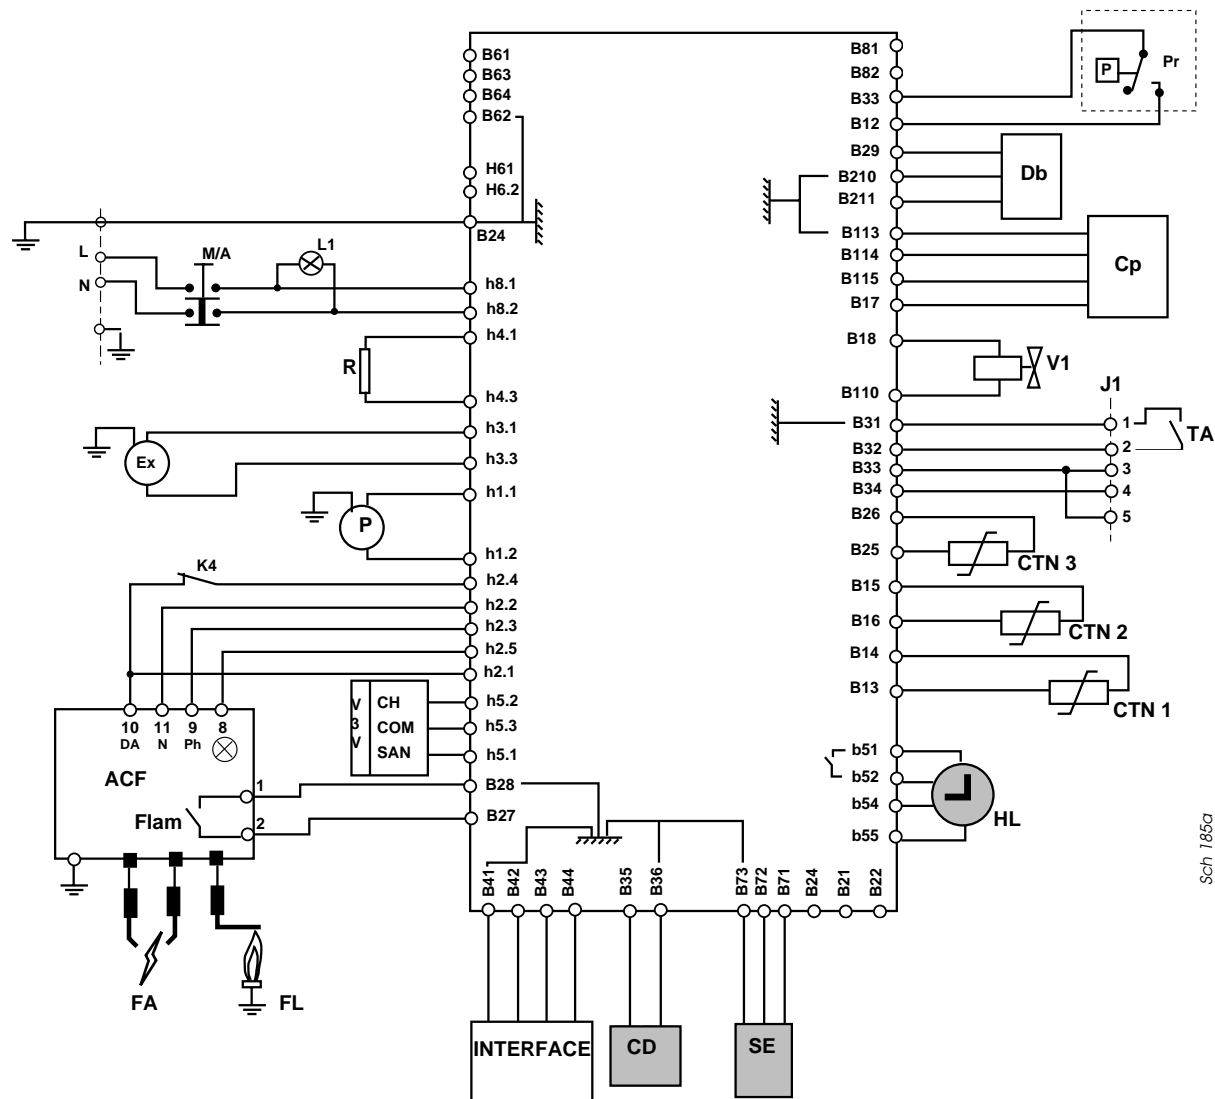 B61
B63
B64
B62
H61
H6.2
B24
L
M/A
L1
N
h8.1
h8.2
h4.1
R
h4.3
h3.1
Ex
h3.3
h1.1
P
h1.2
K4
h2.4
h2.2
h2.3
h2.5
h2.1
V
3
V
CH
COM
SAN
h5.2
h5.3
h5.1
10
11
9
8
DA
N
Ph
ACF
Flam
1
2
B28
B27
FA
FL
B81
B82
B33
B12
P
Pr
B29
B210
B211
Db
B113
B114
B115
B17
Cp
B18
V1
B110
J1
B31
B32
B33
B34
1
2
3
4
5
TA
B26
B25
CTN 3
B15
B16
CTN 2
B14
B13
CTN 1
b51
b52
b54
b55
HL
B41
B42
B43
B44
B35
B36
B73
B72
B71
B24
B21
B22
INTERFACE
CD
SE
Sch 185a